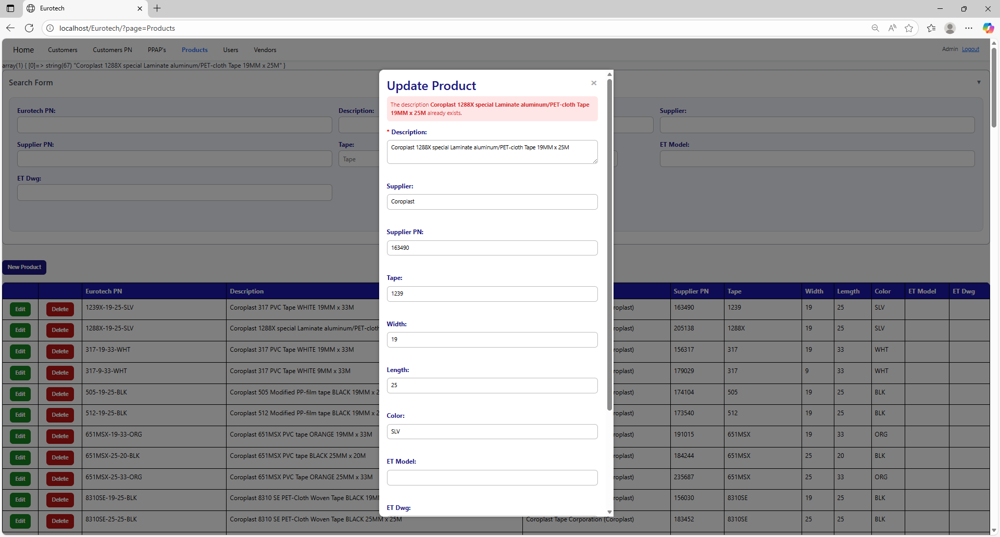 Eurotech
localhost/Eurotech/?page=Products
Home Customers Customers PN PPAP's Products Users Vendors Admin Logout
array(1) { [0]=> string(67) "Coroplast 1288X special Laminate aluminum/PET-cloth Tape 19MM x 25M" }
Search Form
Eurotech PN: Description: Supplier:
Supplier PN: Tape: ET Model:
Tape
ET Dwg:
Update Product
The description Coroplast 1288X special Laminate aluminum/PET-cloth Tape
19MM x 25M already exists.
* Description:
Coroplast 1288X special Laminate aluminum/PET-cloth Tape 19MM x 25M
Supplier:
Coroplast
Supplier PN:
163490
Tape:
1239
Width:
19
Length:
25
Color:
SLV
ET Model:
ET Dwg:
New Product
Eurotech PN Description Supplier PN Tape Width Lemgth Color ET Model ET Dwg
Edit Delete 1239X-19-25-SLV Coroplast 317 PVC Tape WHITE 19MM x 33M roplast) 163490 1239 19 25 SLV
Edit Delete 1288X-19-25-SLV Coroplast 1288X special Laminate aluminum/PET-cloth roplast) 205138 1288X 19 25 SLV
Edit Delete 317-19-33-WHT Coroplast 317 PVC Tape WHITE 19MM x 33M roplast) 156317 317 19 33 WHT
Edit Delete 317-9-33-WHT Coroplast 317 PVC Tape WHITE 9MM x 33M roplast) 179029 317 9 33 WHT
Edit Delete 505-19-25-BLK Coroplast 505 Modified PP-film tape BLACK 19MM x 2 roplast) 174104 505 19 25 BLK
Edit Delete 512-19-25-BLK Coroplast 512 Modified PP-film tape BLACK 19MM x 2 roplast) 173540 512 19 25 BLK
Edit Delete 651MSX-19-33-ORG Coroplast 651MSX PVC tape ORANGE 19MM x 33M roplast) 191015 651MSX 19 33 ORG
Edit Delete 651MSX-25-20-BLK Coroplast 651MSX PVC tape BLACK 25MM x 20M roplast) 184244 651MSX 25 20 BLK
Edit Delete 651MSX-25-33-ORG Coroplast 651MSX PVC Tape ORANGE 25MM x 33M roplast) 235687 651MSX 25 33 ORG
Edit Delete 8310SE-19-25-BLK Coroplast 8310 SE PET-Cloth Woven Tape BLACK 19M roplast) 156030 8310SE 19 25 BLK
Edit Delete 8310SE-25-25-BLK Coroplast 8310 SE PET-Cloth Woven Tape BLACK 25MM x 25M Coroplast Tape Corporation (Coroplast) 183452 8310SE 25 25 BLK